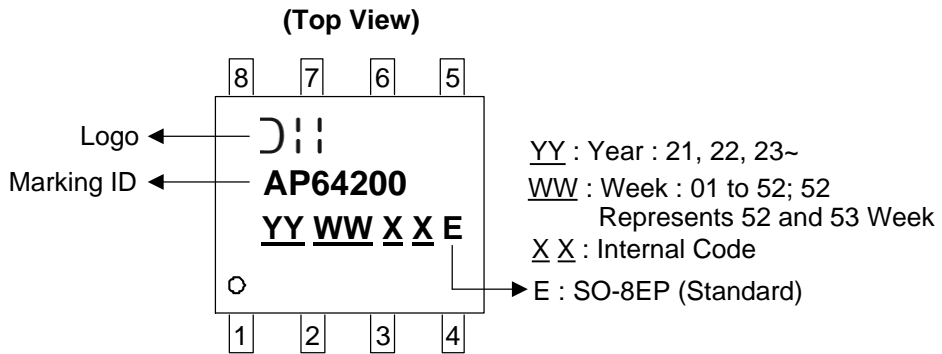 (Top View)
8 7 6 5
Logo
Marking ID
AP64200
YY WW X X E
1 2 3 4
YY : Year : 21, 22, 23~
WW : Week : 01 to 52; 52
Represents 52 and 53 Week
X X : Internal Code
E : SO-8EP (Standard)